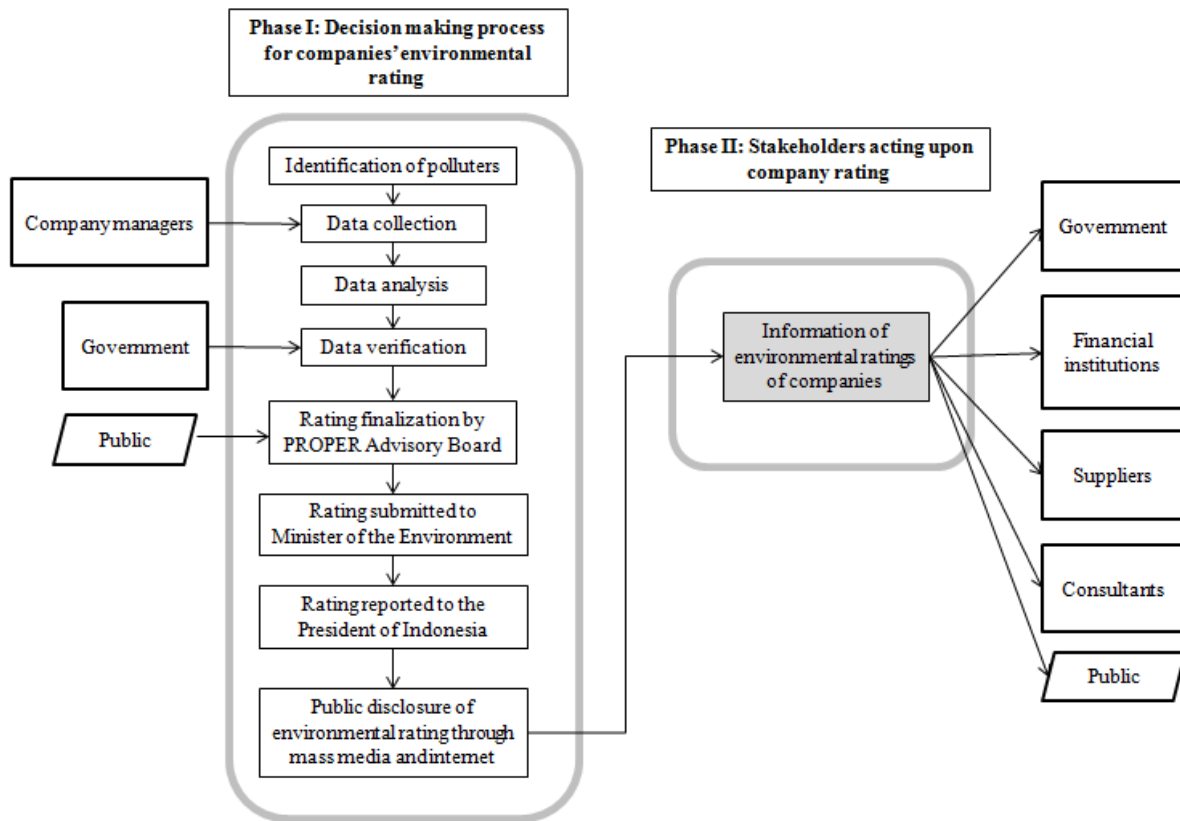 Phase I: Decision making process
for companies' environmental
rating
Identification of polluters
Company managers
Data collection
Data analysis
Government
Data verification
Public
Rating finalization by
PROPER Advisory Board
Rating submitted to
Minister of the Environment
Rating reported to the
President of Indonesia
Public disclosure of
environmental rating through
mass media and internet
Phase II: Stakeholders acting upon
company rating
Information of
environmental ratings
of companies
Government
Financial
institutions
Suppliers
Consultants
Public